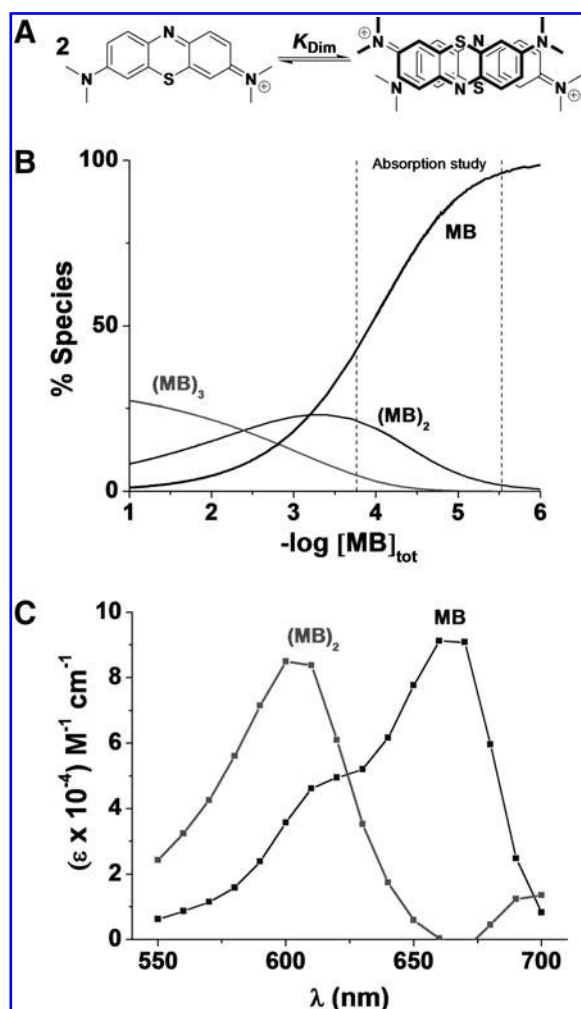 A
2
N
N
S
N
⊕
K_Dim
N
⊕
S
N
N
N
N
S
N
⊕
B
100
50
0
% Species
Absorption study
MB
(MB)₃
(MB)₂
1 2 3 4 5 6
-log [MB]tot
C
10
8
6
4
2
0
(ε x 10⁻⁴) M⁻¹ cm⁻¹
(MB)₂
MB
550 600 650 700
λ (nm)